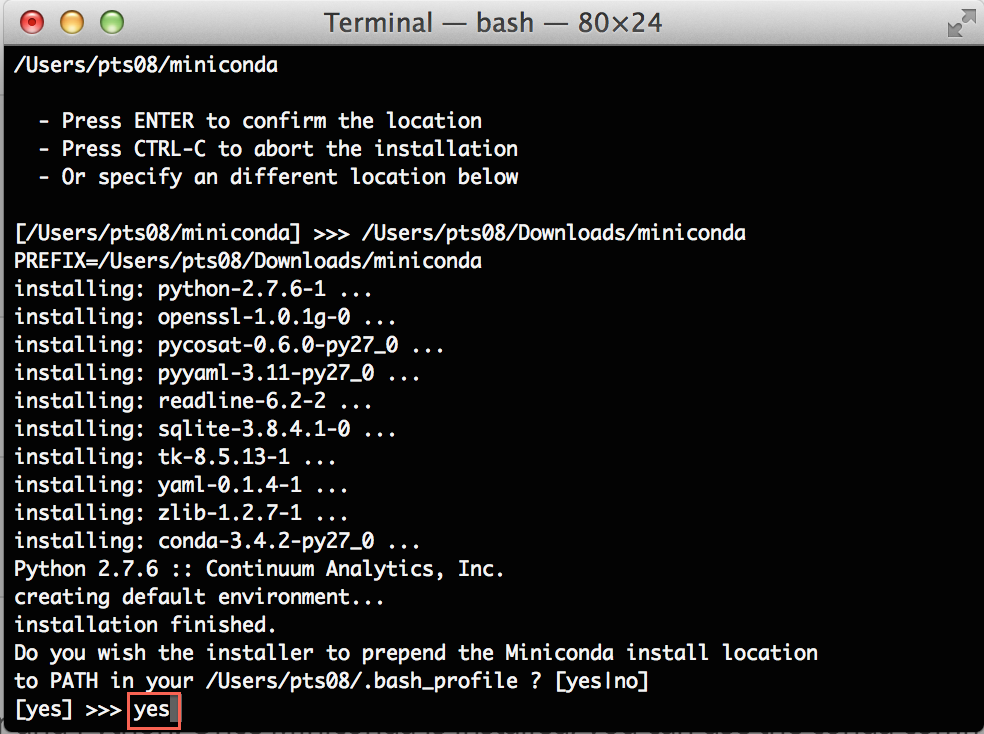 Terminal — bash — 80×24
/Users/pts08/miniconda
- Press ENTER to confirm the location
- Press CTRL-C to abort the installation
- Or specify an different location below
[/Users/pts08/miniconda] >>> /Users/pts08/Downloads/miniconda
PREFIX=/Users/pts08/Downloads/miniconda
installing: python-2.7.6-1 ...
installing: openssl-1.0.1g-0 ...
installing: pycosat-0.6.0-py27_0 ...
installing: pyyaml-3.11-py27_0 ...
installing: readline-6.2-2 ...
installing: sqlite-3.8.4.1-0 ...
installing: tk-8.5.13-1 ...
installing: yaml-0.1.4-1 ...
installing: zlib-1.2.7-1 ...
installing: conda-3.4.2-py27_0 ...
Python 2.7.6 :: Continuum Analytics, Inc.
creating default environment...
installation finished.
Do you wish the installer to prepend the Miniconda install location
to PATH in your /Users/pts08/.bash_profile ? [yes|no]
[yes] >>> yes